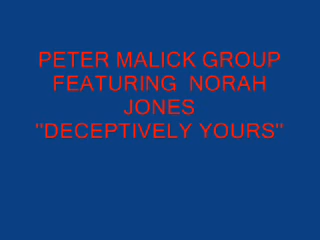 PETER MALICK GROUP
FEATURING  NORAH
JONES
"DECEPTIVELY YOURS"